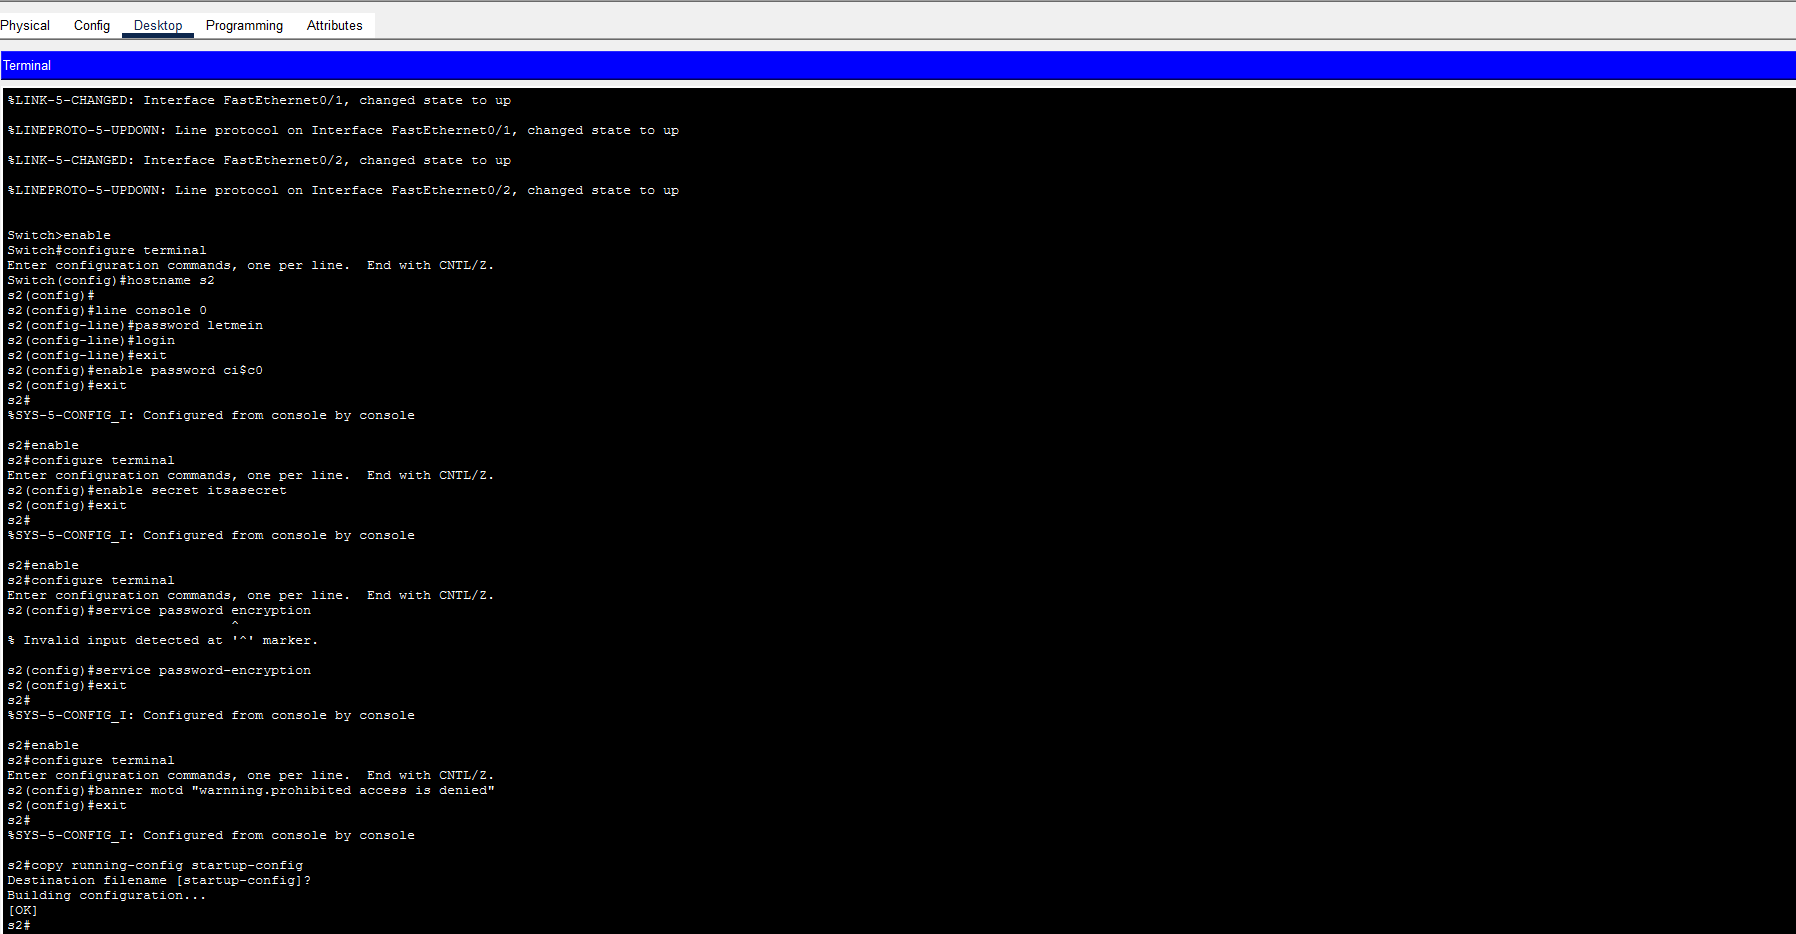 Physical Config Desktop Programming Attributes
Terminal
%LINK-5-CHANGED: Interface FastEthernet0/1, changed state to up
%LINEPROTO-5-UPDOWN: Line protocol on Interface FastEthernet0/1, changed state to up
%LINK-5-CHANGED: Interface FastEthernet0/2, changed state to up
%LINEPROTO-5-UPDOWN: Line protocol on Interface FastEthernet0/2, changed state to up
Switch>enable
Switch#configure terminal
Enter configuration commands, one per line.  End with CNTL/Z.
Switch(config)#hostname s2
s2(config)#
s2(config)#line console 0
s2(config-line)#password letmein
s2(config-line)#login
s2(config-line)#exit
s2(config)#enable password ci$c0
s2(config)#exit
s2#
%SYS-5-CONFIG_I: Configured from console by console
s2#enable
s2#configure terminal
Enter configuration commands, one per line.  End with CNTL/Z.
s2(config)#enable secret itsasecret
s2(config)#exit
s2#
%SYS-5-CONFIG_I: Configured from console by console
s2#enable
s2#configure terminal
Enter configuration commands, one per line.  End with CNTL/Z.
s2(config)#service password encryption
^
% Invalid input detected at '^' marker.
s2(config)#service password-encryption
s2(config)#exit
s2#
%SYS-5-CONFIG_I: Configured from console by console
s2#enable
s2#configure terminal
Enter configuration commands, one per line.  End with CNTL/Z.
s2(config)#banner motd "warnning.prohibited access is denied"
s2(config)#exit
s2#
%SYS-5-CONFIG_I: Configured from console by console
s2#copy running-config startup-config
Destination filename [startup-config]?
Building configuration...
[OK]
s2#